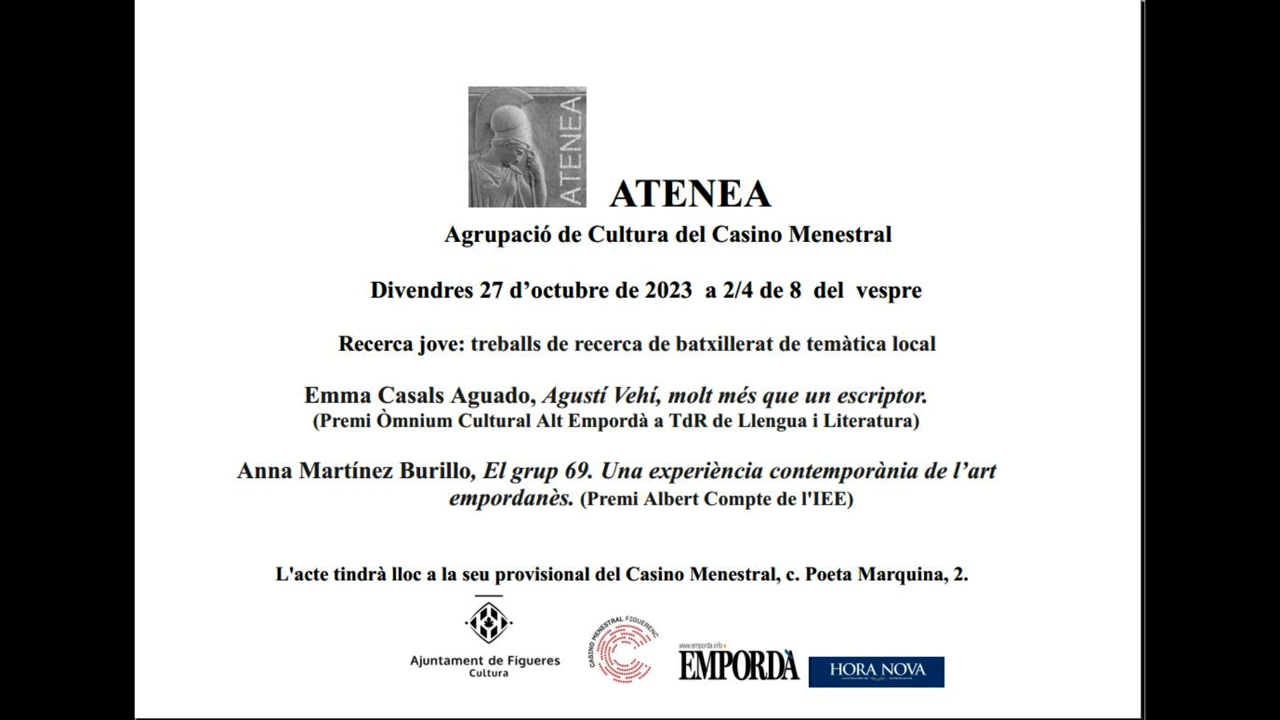 ATENEA
ATENEA
Agrupació de Cultura del Casino Menestral
Divendres 27 d’octubre de 2023 a 2/4 de 8 del vespre
Recerca jove: treballs de recerca de batxillerat de temàtica local
Emma Casals Aguado, Agustí Vehí, molt més que un escriptor.
(Premi Òmnium Cultural Alt Empordà a TdR de Llengua i Literatura)
Anna Martínez Burillo, El grup 69. Una experiència contemporània de l’art
empordanès. (Premi Albert Compte de l'IEE)
L'acte tindrà lloc a la seu provisional del Casino Menestral, c. Poeta Marquina, 2.
Ajuntament de Figueres
Cultura
CASINO MENESTRAL FIGUERENC
www.emporda.info
EMPORDÀ
HORA NOVA